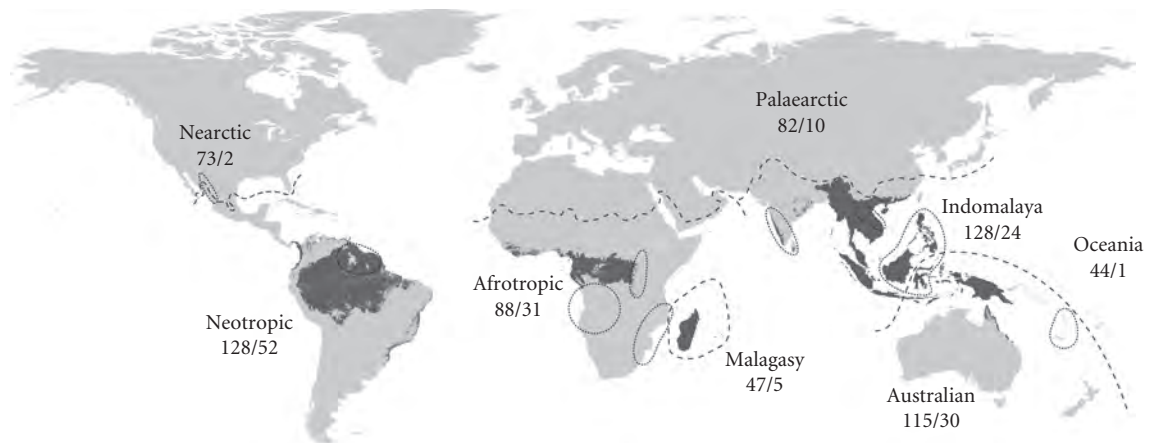 Palaearctic
82/10
Nearctic
73/2
Indomalaya
128/24
Oceania
44/1
Afrotropic
88/31
Neotropic
128/52
Malagasy
47/5
Australian
115/30